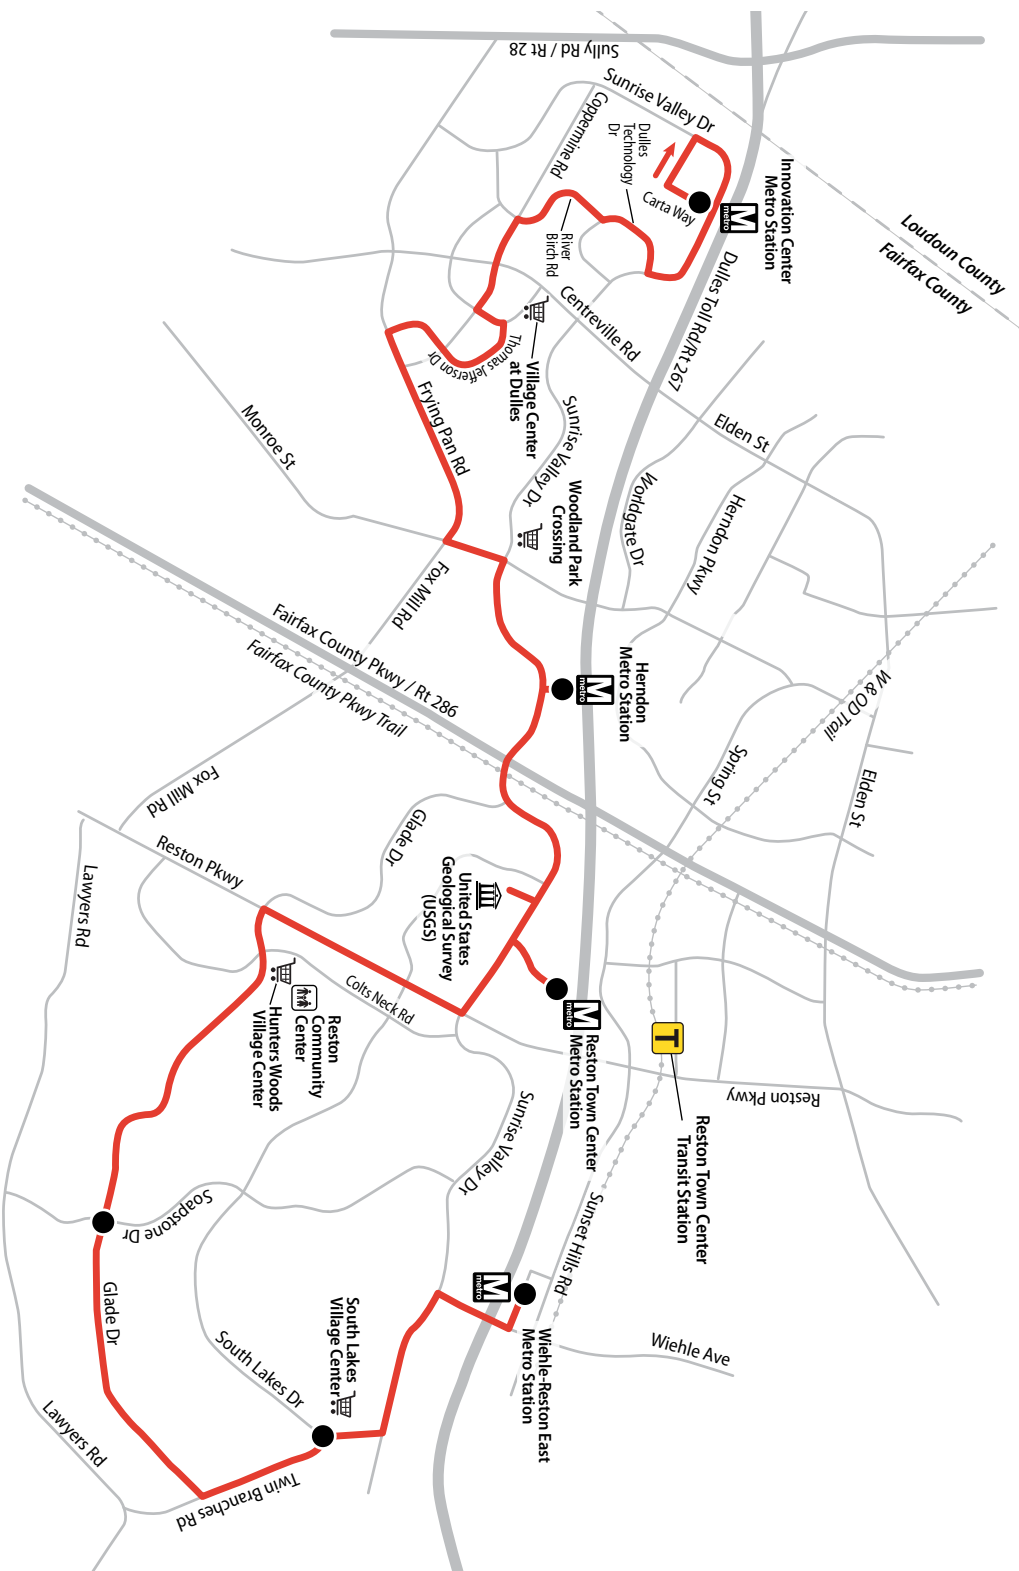 Sully Rd / Rt 28
Sunrise Valley Dr
Coppermine Rd
Dulles
Technology
Dr
Carta Way
River
Birch Rd
Innovation Center
Metro Station
M
metro
Loudoun County
Fairfax County
Dulles Toll Rd/Rt 267
Centreville Rd
Village Center
at Dulles
Thomas Jefferson Dr
Frying Pan Rd
Monroe St
Sunrise Valley Dr
Woodland Park
Crossing
Elden St
Worldgate Dr
Herndon Pkwy
Fox Mill Rd
Fairfax County Pkwy / Rt 286
Fairfax County Pkwy Trail
Herndon
Metro Station
M
metro
W & OD Trail
Spring St
Elden St
Fox Mill Rd
Reston Pkwy
Glade Dr
Lawyers Rd
United States
Geological Survey
(USGS)
Colts Neck Rd
Reston
Community
Center
Hunters Woods
Village Center
M
metro
Reston Town Center
Metro Station
T
Reston Town Center
Transit Station
Reston Pkwy
Sunrise Valley Dr
Sunset Hills Rd
Soapstone Dr
Glade Dr
South Lakes Dr
South Lakes
Village Center
M
metro
Wiehle-Reston East
Metro Station
Wiehle Ave
Lawyers Rd
Twin Branches Rd